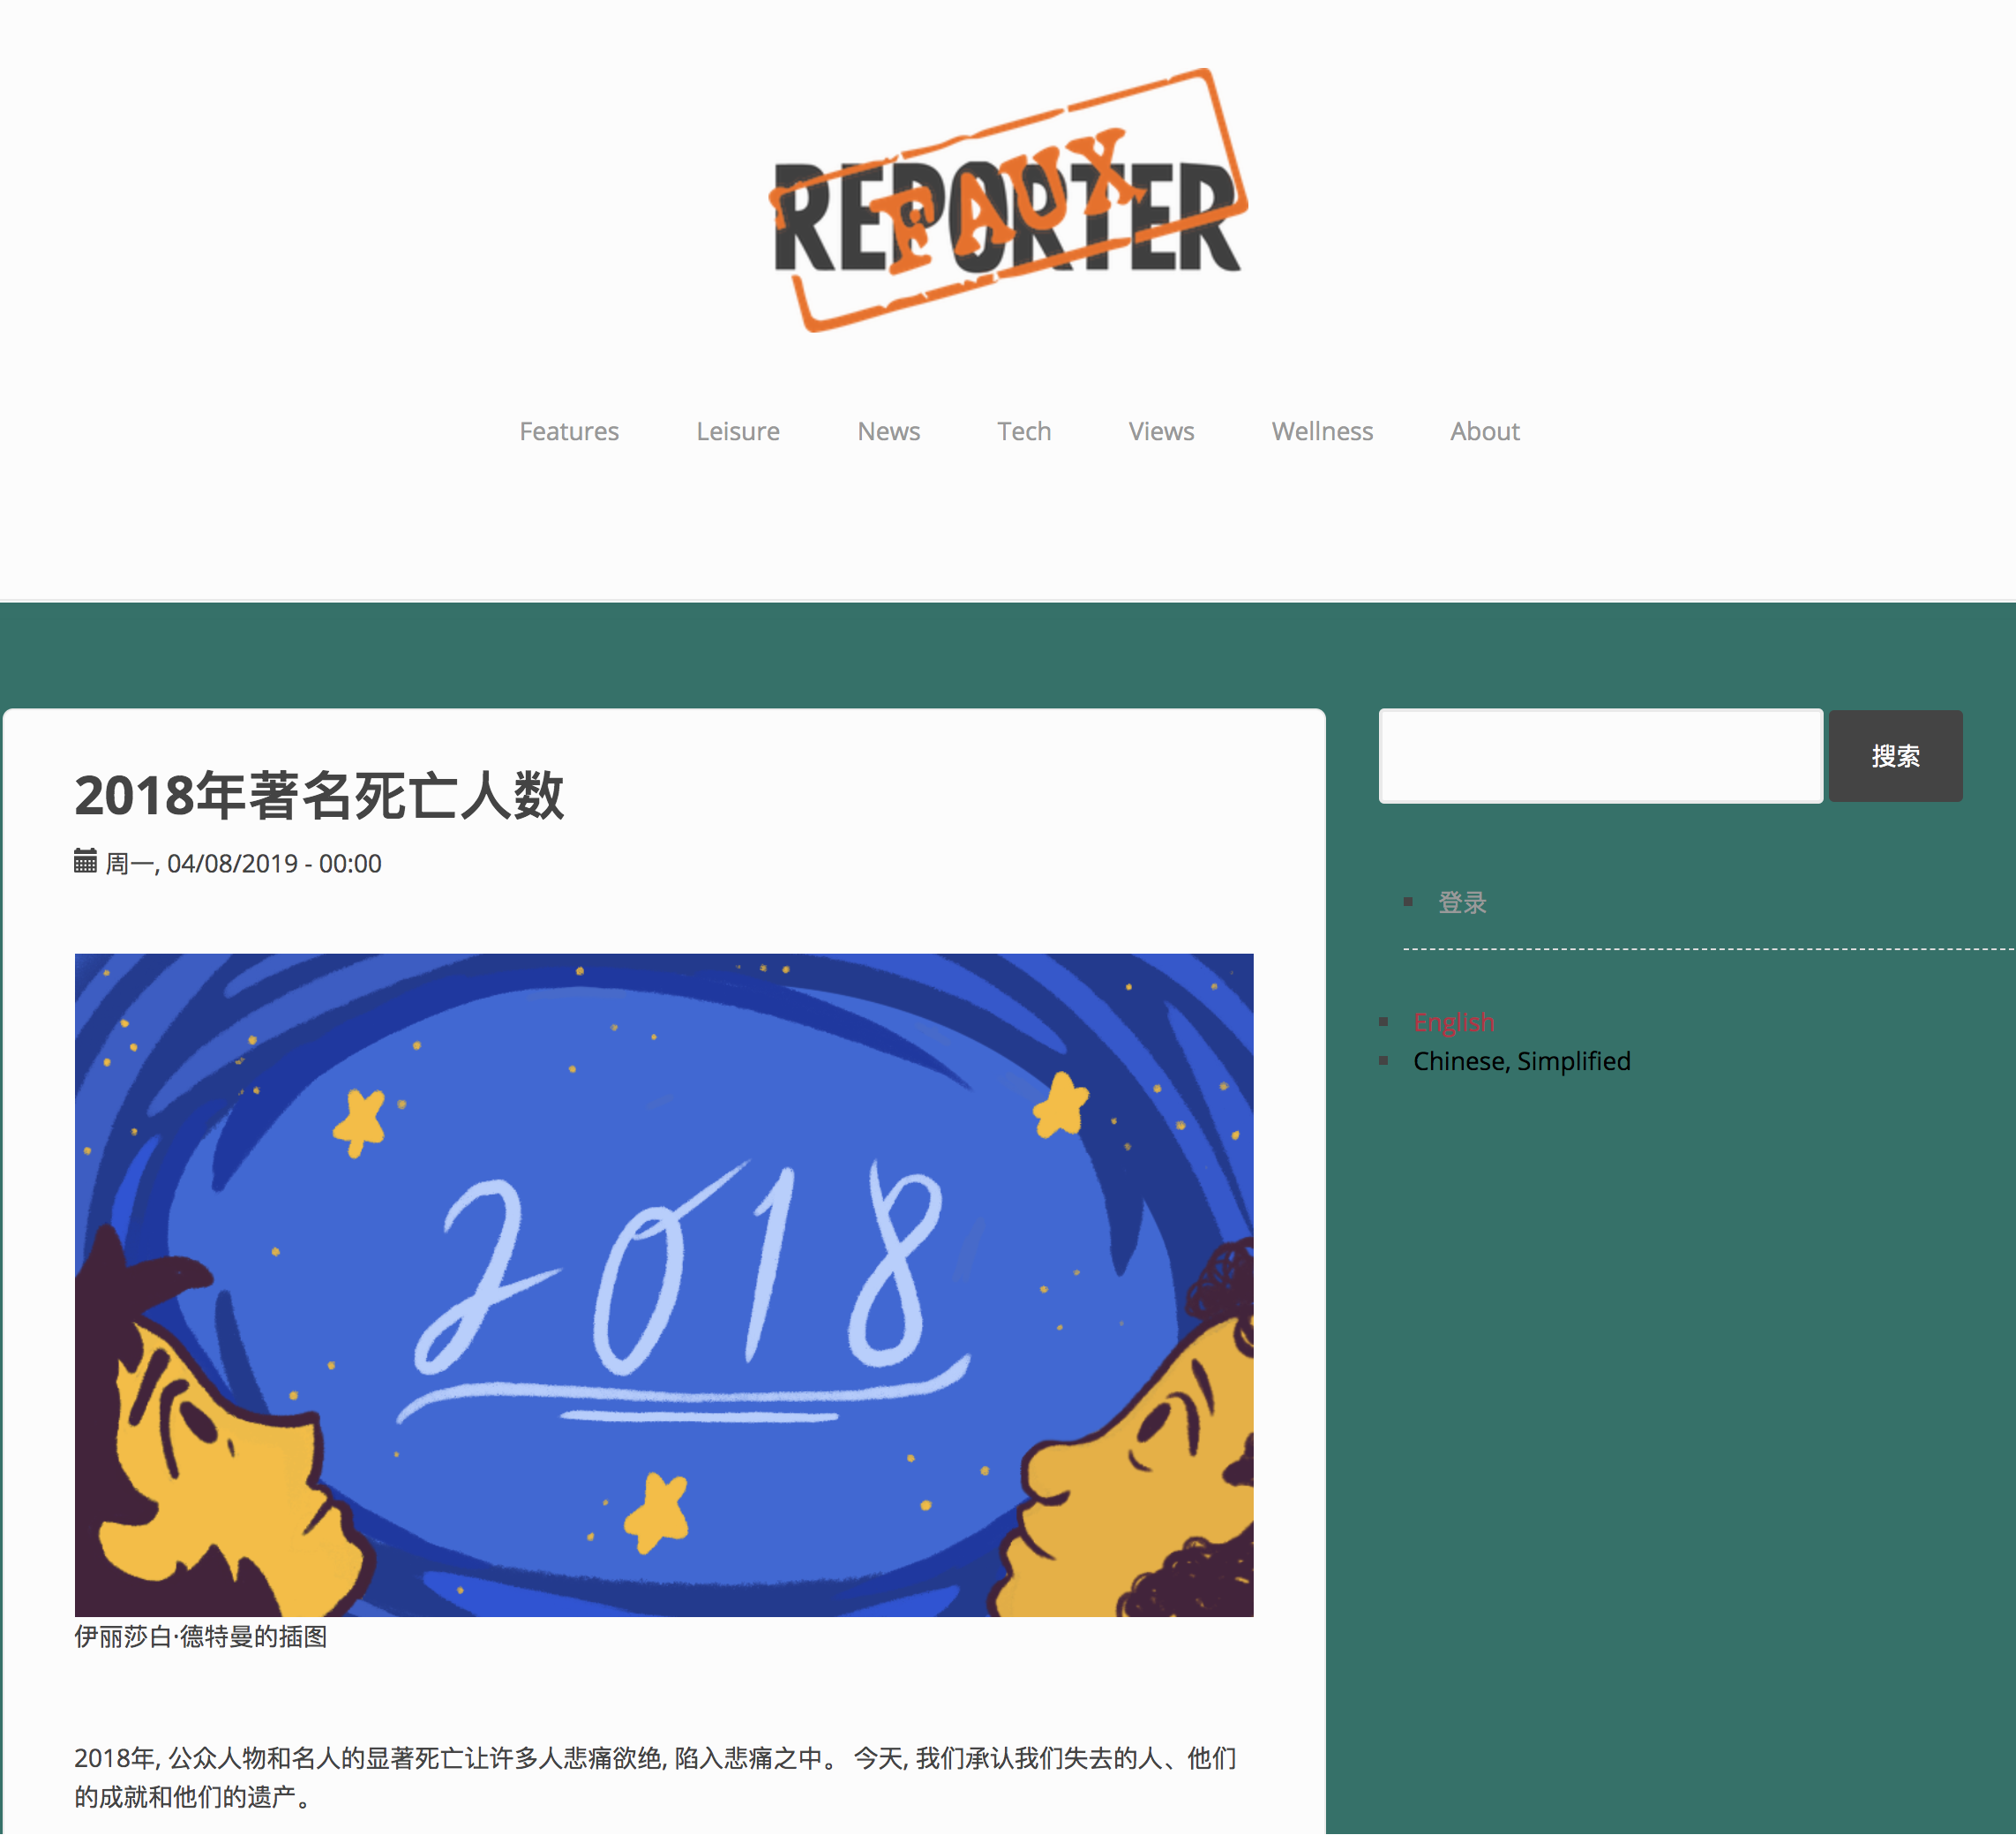 REPORTER
FAUX
Features Leisure News Tech Views Wellness About
2018年著名死亡人数
周一, 04/08/2019 - 00:00
2018
伊丽莎白·德特曼的插图
2018年, 公众人物和名人的显著死亡让许多人悲痛欲绝, 陷入悲痛之中。 今天, 我们承认我们失去的人、他们
的成就和他们的遗产。
搜索
登录
English
Chinese, Simplified